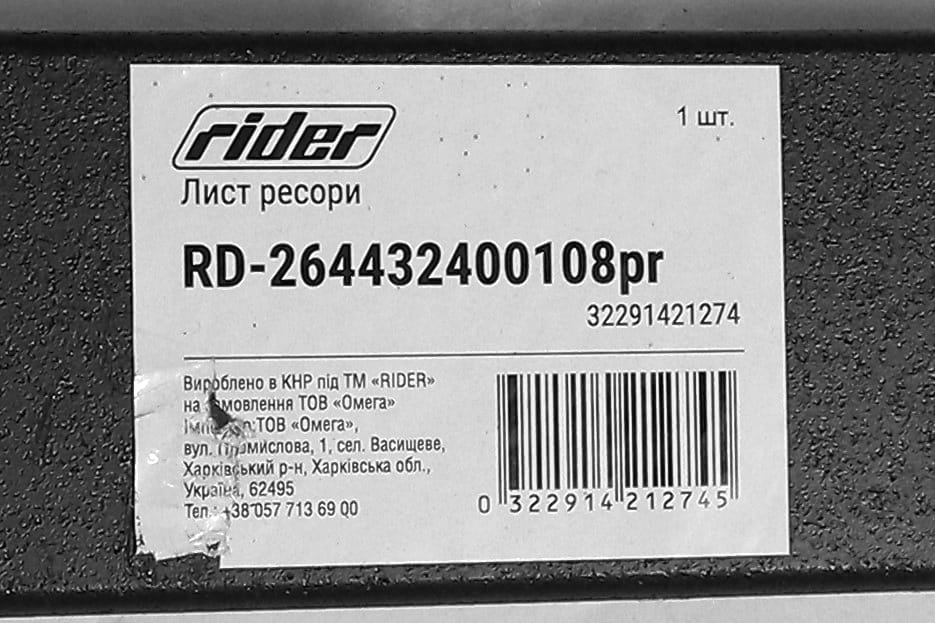 rider
1 шт.
Лист ресори
RD-264432400108pr
32291421274
Вироблено в КНР під ТМ «RIDER»
на замовлення ТОВ «Омега»
ТОВ «Омега»,
вул. Промислова, 1, сел. Васищеве,
Харківський р-н, Харківська обл.,
Україна, 62495
Тел.: +38 057 713 69 00
0 322914 212745